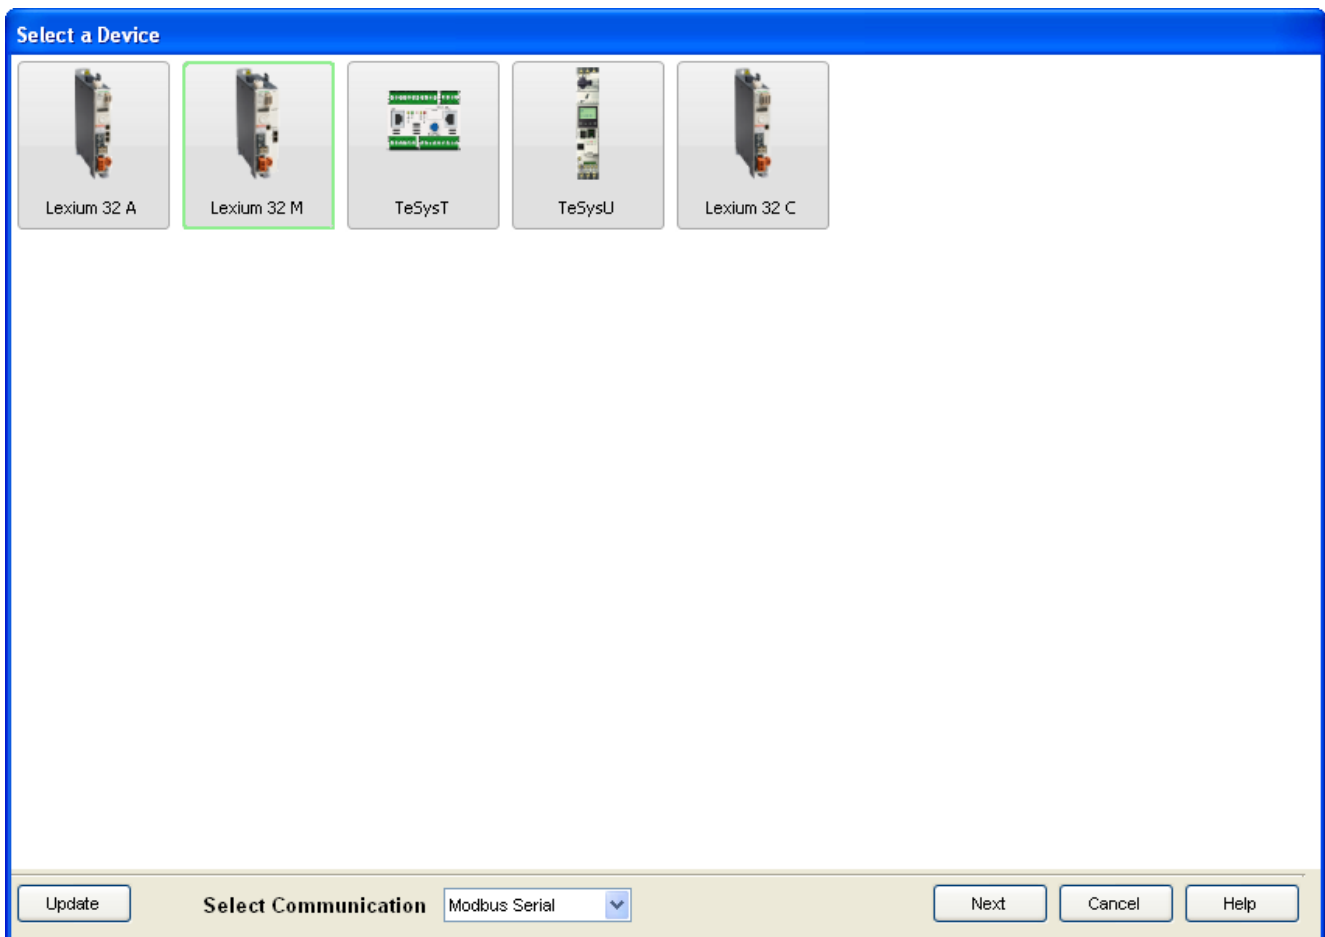 Select a Device
Lexium 32 A
Lexium 32 M
TeSysT
TeSysU
Lexium 32 C
Update
Select Communication
Modbus Serial
Next
Cancel
Help